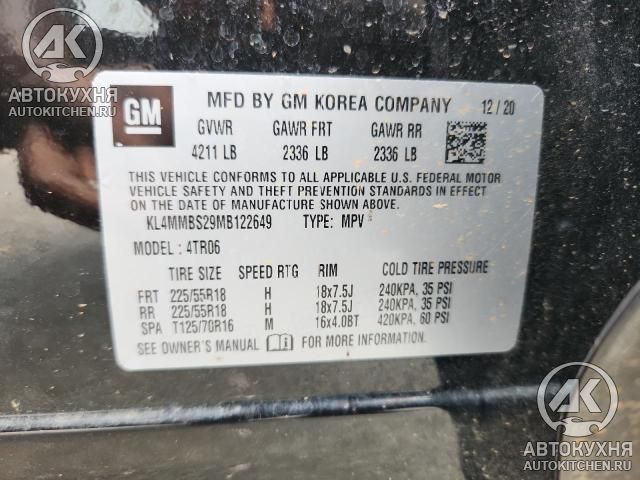 AK
АВТОКУХНЯ
AUTOKITCHEN.RU
GM
MFD BY GM KOREA COMPANY 12/20
GVWR GAWR FRT GAWR RR
4211 LB 2336 LB 2336 LB
THIS VEHICLE CONFORMS TO ALL APPLICABLE U.S. FEDERAL MOTOR
VEHICLE SAFETY AND THEFT PREVENTION STANDARDS IN EFFECT
ON THE DATE OF MANUFACTURE SHOWN ABOVE.
KL4MMBS29MB122649 TYPE: MPV
MODEL: 4TR06
TIRE SIZE SPEED RTG RIM COLD TIRE PRESSURE
FRT 225/55R18 H 18x7.5J 240KPA, 35 PSI
RR 225/55R18 H 18x7.5J 240KPA, 35 PSI
SPA T125/70R16 M 16x4.0BT 420KPA, 60 PSI
SEE OWNER'S MANUAL FOR MORE INFORMATION.
AK
АВТОКУХНЯ
AUTOKITCHEN.RU